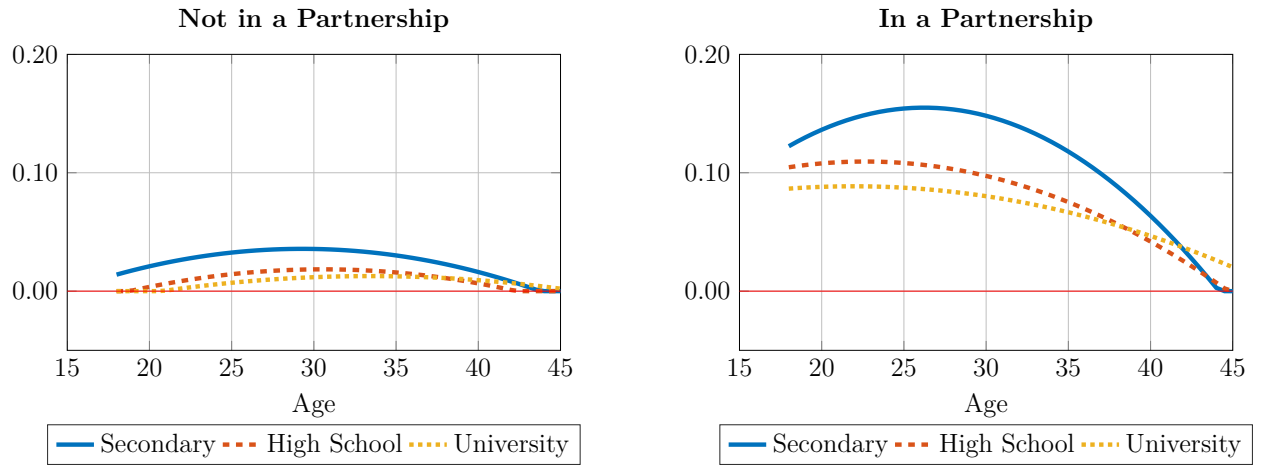 Not in a Partnership
0.20
0.10
0.00
15 20 25 30 35 40 45
Age
Secondary High School University
In a Partnership
0.20
0.10
0.00
15 20 25 30 35 40 45
Age
Secondary High School University